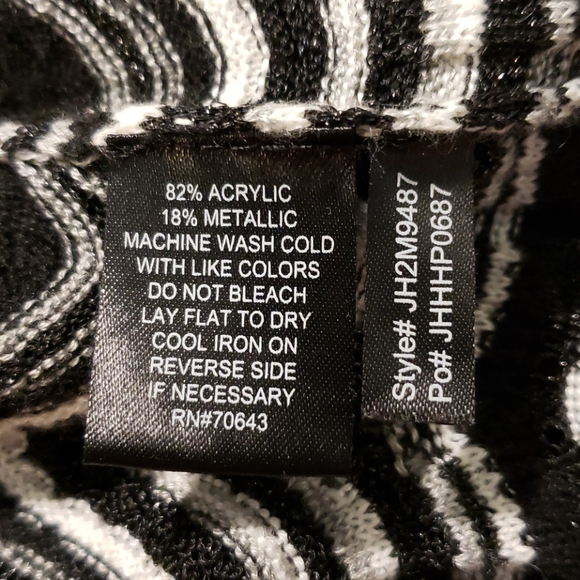 82% ACRYLIC
18% METALLIC
MACHINE WASH COLD
WITH LIKE COLORS
DO NOT BLEACH
LAY FLAT TO DRY
COOL IRON ON
REVERSE SIDE
IF NECESSARY
RN#70643
Style# JH2M9487
Po# JHHHP0687